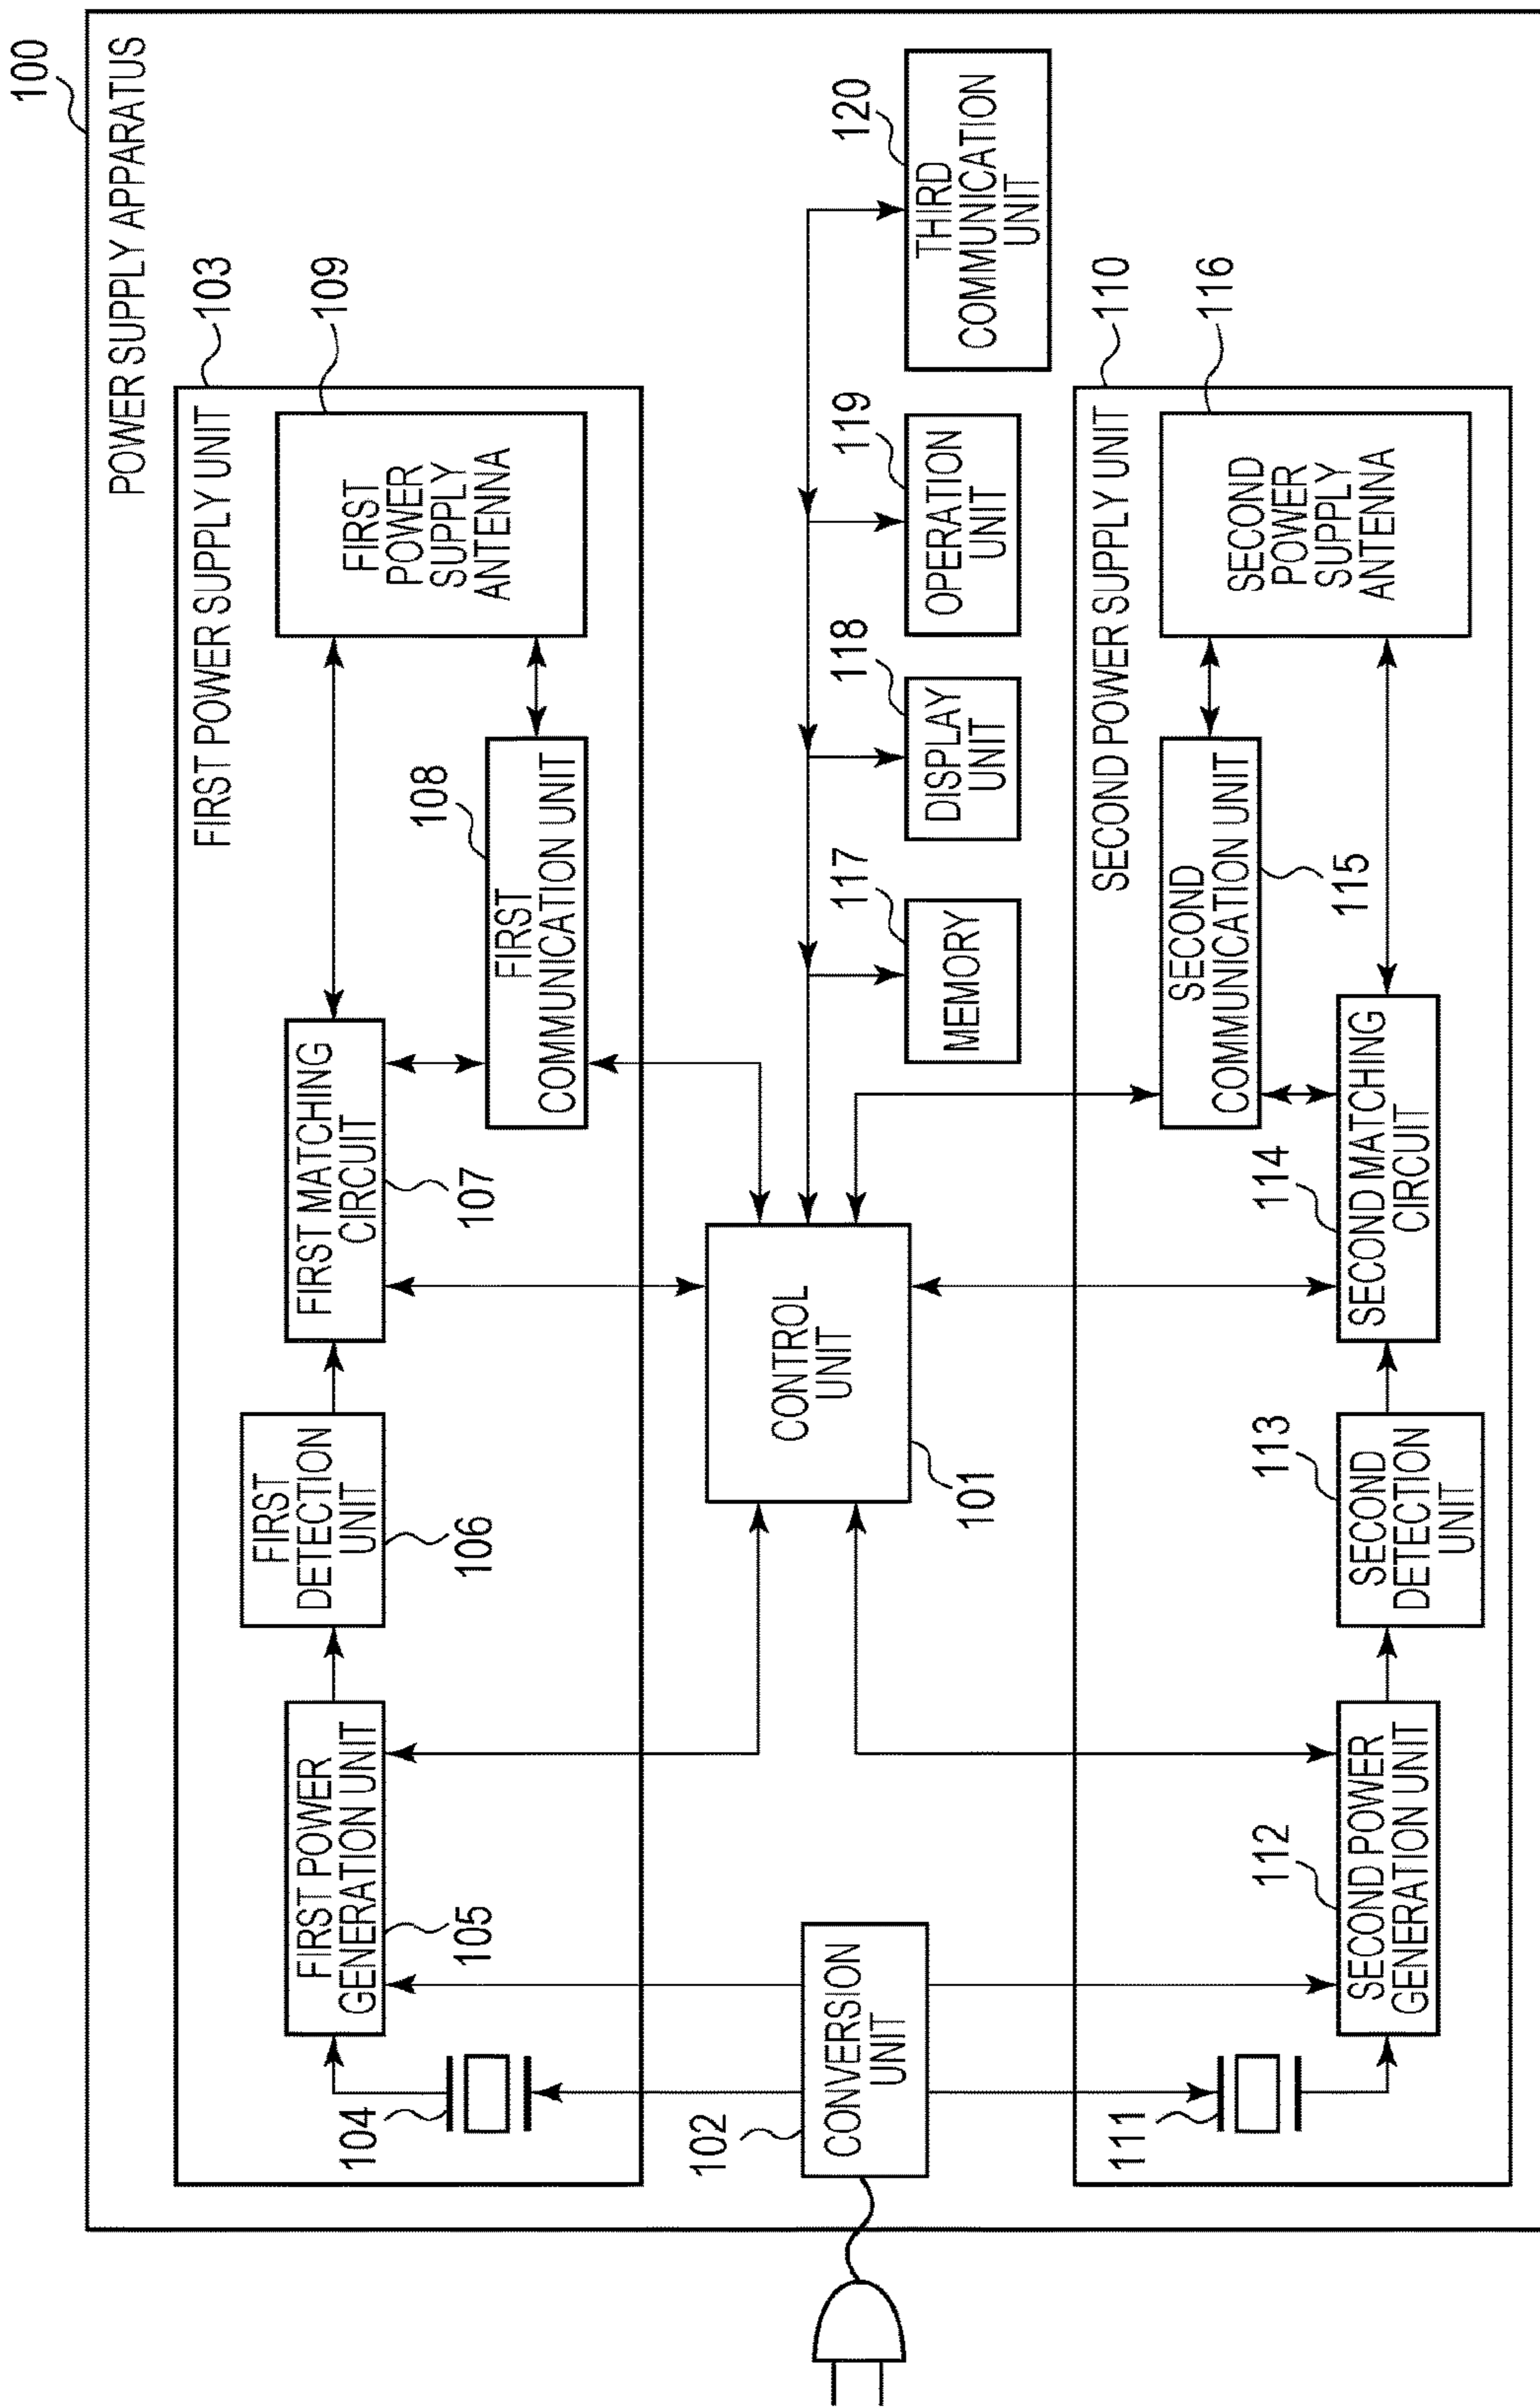 100
POWER SUPPLY APPARATUS
FIRST POWER SUPPLY UNIT
103
104
FIRST POWER
GENERATION UNIT
105
FIRST
DETECTION
UNIT
106
FIRST MATCHING
CIRCUIT
107
FIRST
COMMUNICATION UNIT
108
FIRST
POWER
SUPPLY
ANTENNA
109
CONVERSION
UNIT
102
CONTROL
UNIT
101
MEMORY
117
DISPLAY
UNIT
118
OPERATION
UNIT
119
THIRD
COMMUNICATION
UNIT
120
SECOND POWER SUPPLY UNIT
110
111
SECOND POWER
GENERATION UNIT
112
SECOND
DETECTION
UNIT
113
SECOND MATCHING
CIRCUIT
114
SECOND
COMMUNICATION UNIT
115
SECOND
POWER
SUPPLY
ANTENNA
116